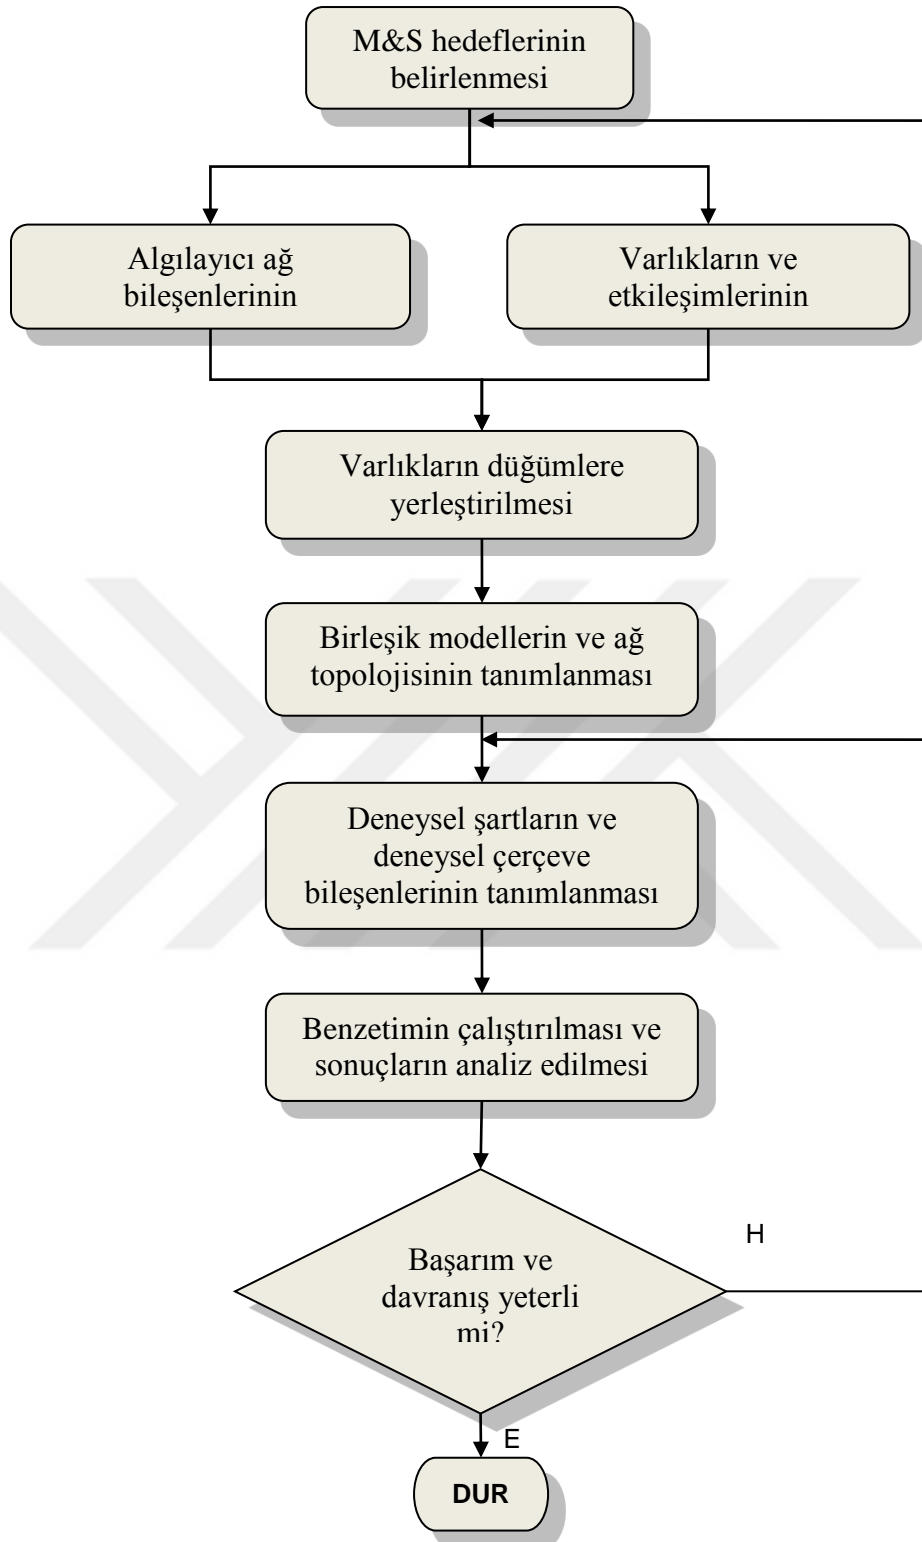 M&S hedeflerinin
belirlenmesi
Algılayıcı ağ
bileşenlerinin
Varlıkların ve
etkileşimlerinin
Varlıkların düğümlere
yerleştirilmesi
Birleşik modellerin ve ağ
topolojisinin tanımlanması
Deneysel şartların ve
deneysel çerçeve
bileşenlerinin tanımlanması
Benzetimin çalıştırılması ve
sonuçların analiz edilmesi
Başarım ve
davranış yeterli
mi?
H
E
DUR